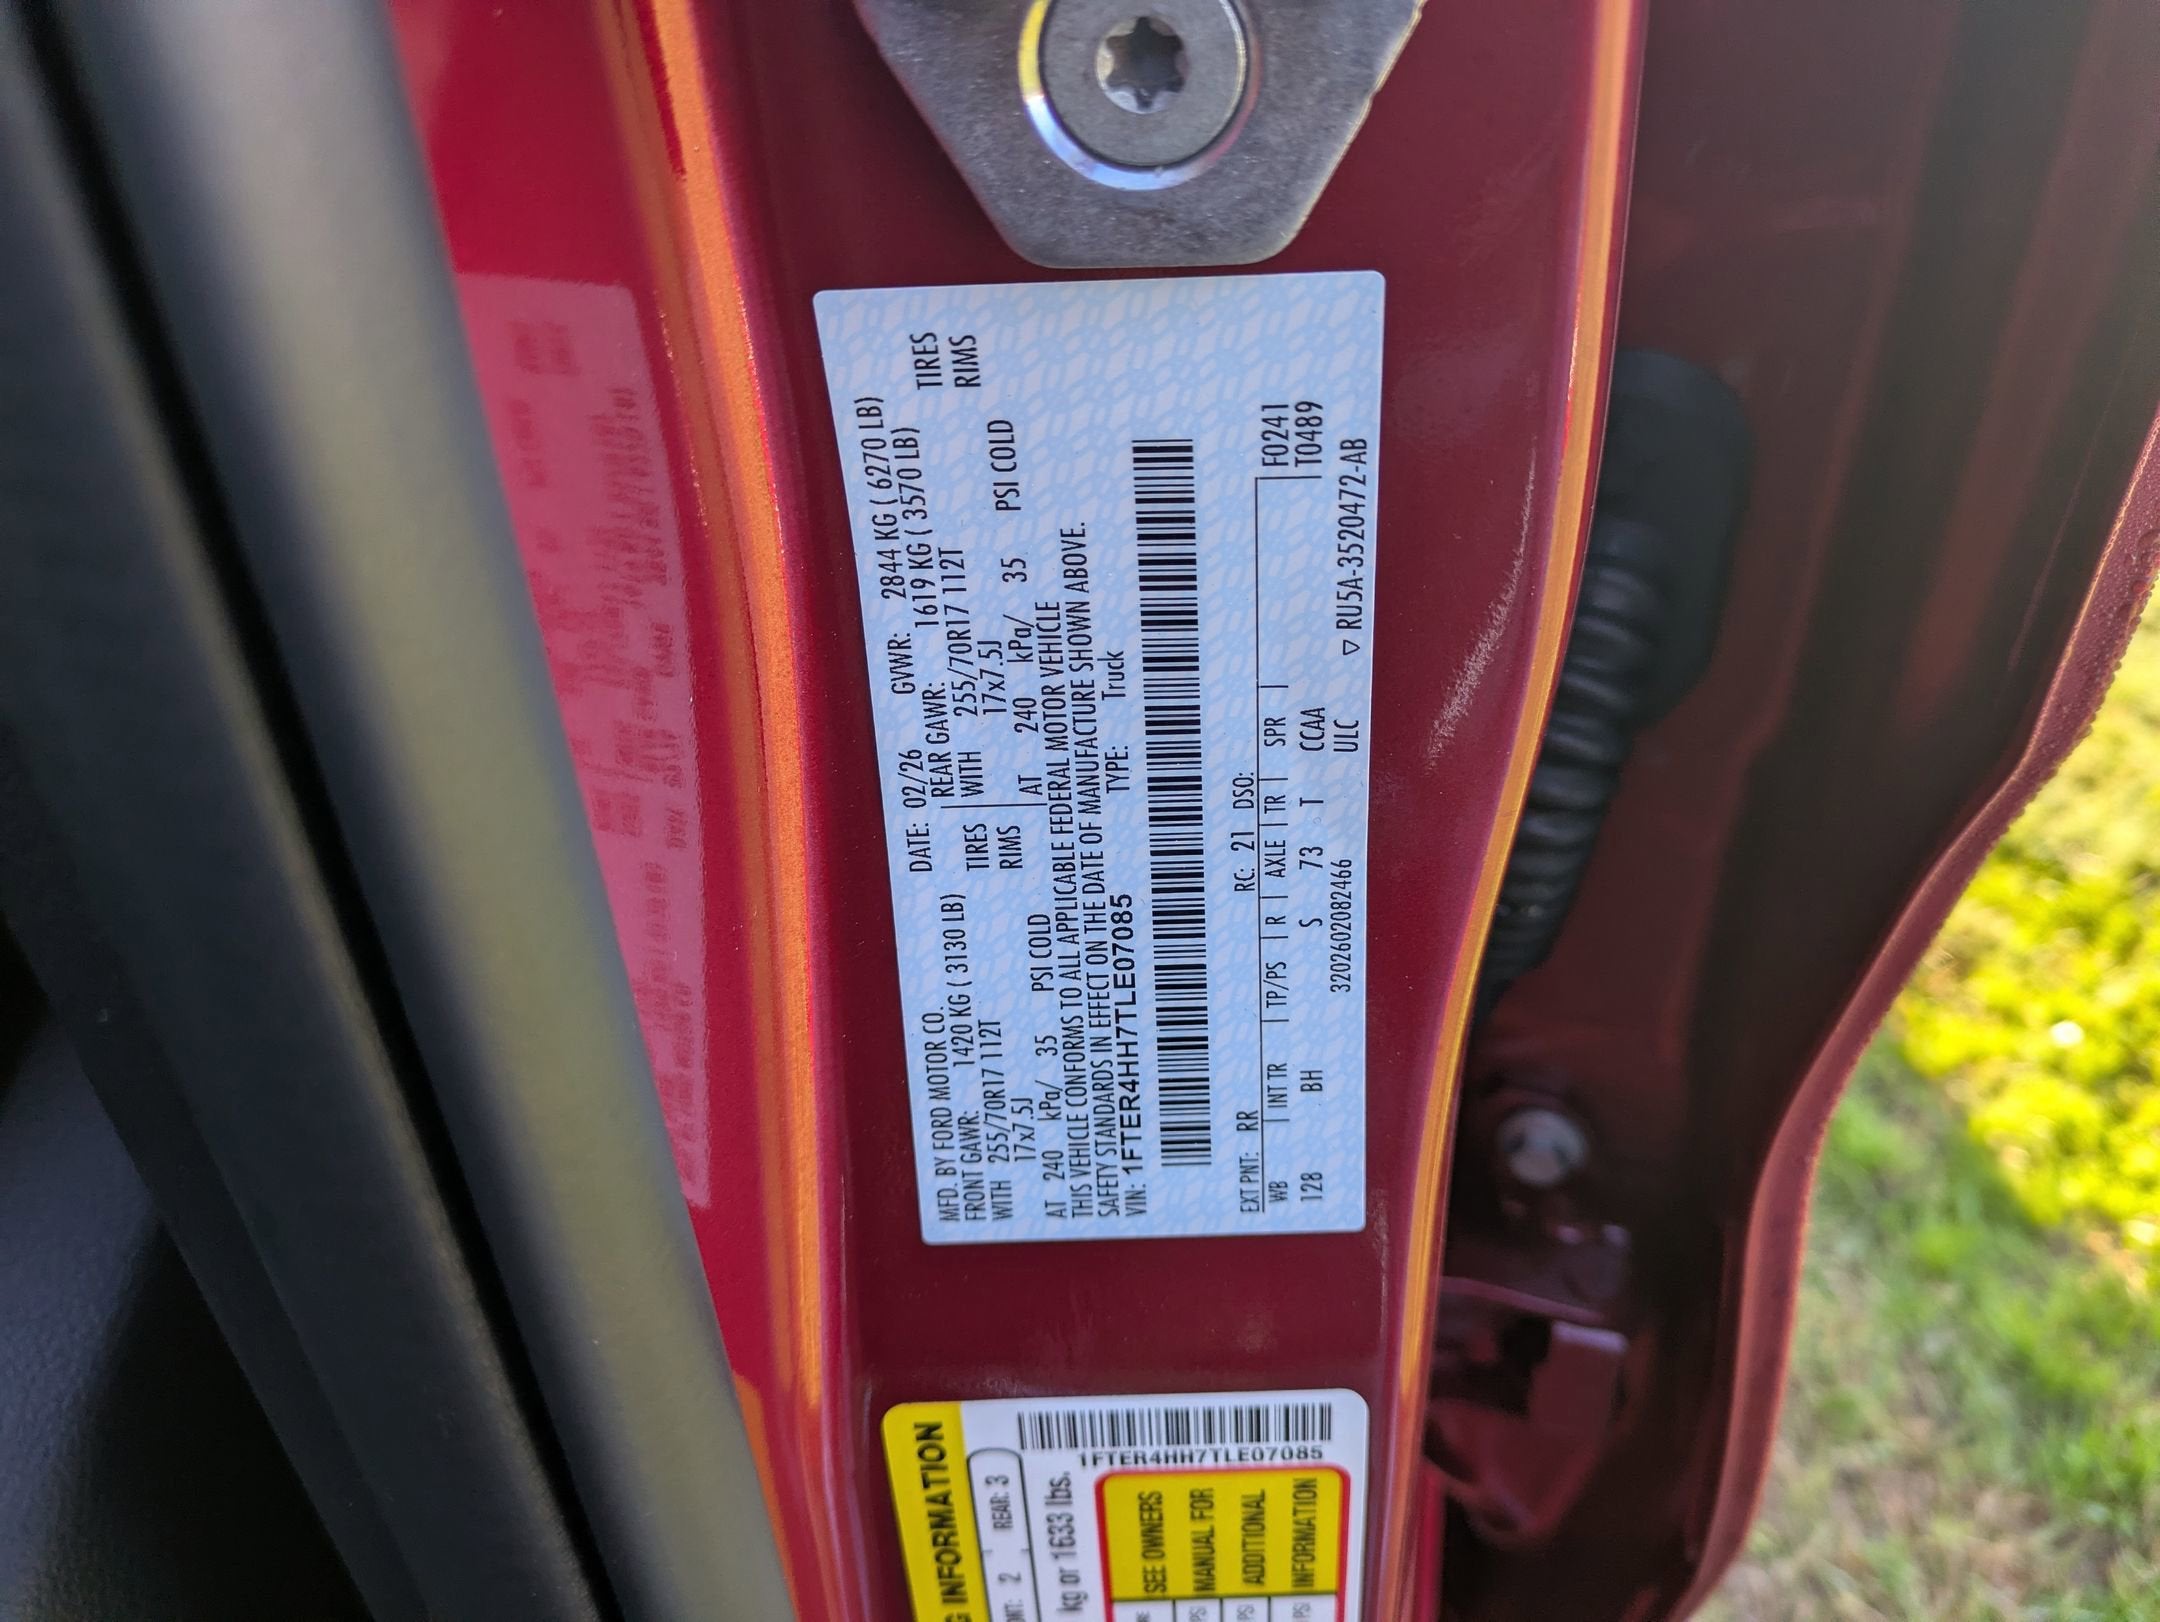 MFD. BY FORD MOTOR CO.
DATE: 02/26 GVWR: 2844 KG ( 6270 LB)
FRONT GAWR: 1420 KG ( 3130 LB) REAR GAWR: 1619 KG ( 3570 LB)
WITH 255/70R17 112T TIRES WITH 255/70R17 112T TIRES
17x7.5J RIMS 17x7.5J RIMS
AT 240 kPa/ 35 PSI COLD AT 240 kPa/ 35 PSI COLD
THIS VEHICLE CONFORMS TO ALL APPLICABLE FEDERAL MOTOR VEHICLE
SAFETY STANDARDS IN EFFECT ON THE DATE OF MANUFACTURE SHOWN ABOVE.
VIN: 1FTER4HH7TLE07085 TYPE: Truck
EXT PNT: RR RC: 21 DSO: F0241
WB INT TR TP/PS R AXLE TR SPR T0489
128 BH S 73 T CCAA
3202602082466 ULC ▽ RU5A-3520472-AB
INFORMATION
2 REAR: 3
kg or 1633 lbs.
1FTER4HH7TLE07085
SEE OWNERS
MANUAL FOR
ADDITIONAL
INFORMATION
PSI
PSI
PSI